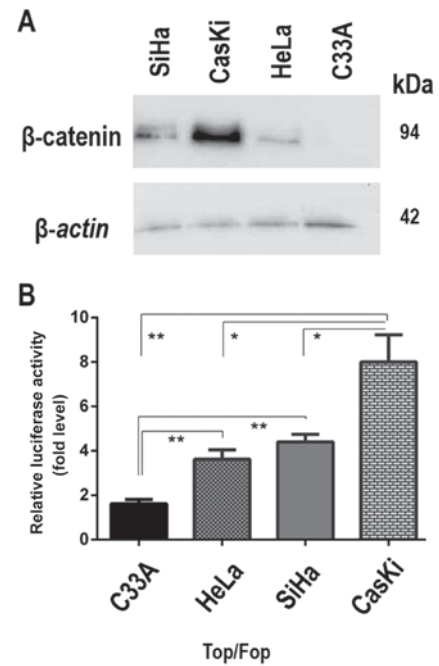 A
SiHa CasKi HeLa C33A
kDa
β-catenin 94
β-actin 42
B
Relative luciferase activity
(fold level)
10
8
6
4
2
0
** * *
** **
C33A HeLa SiHa CasKi
Top/Fop